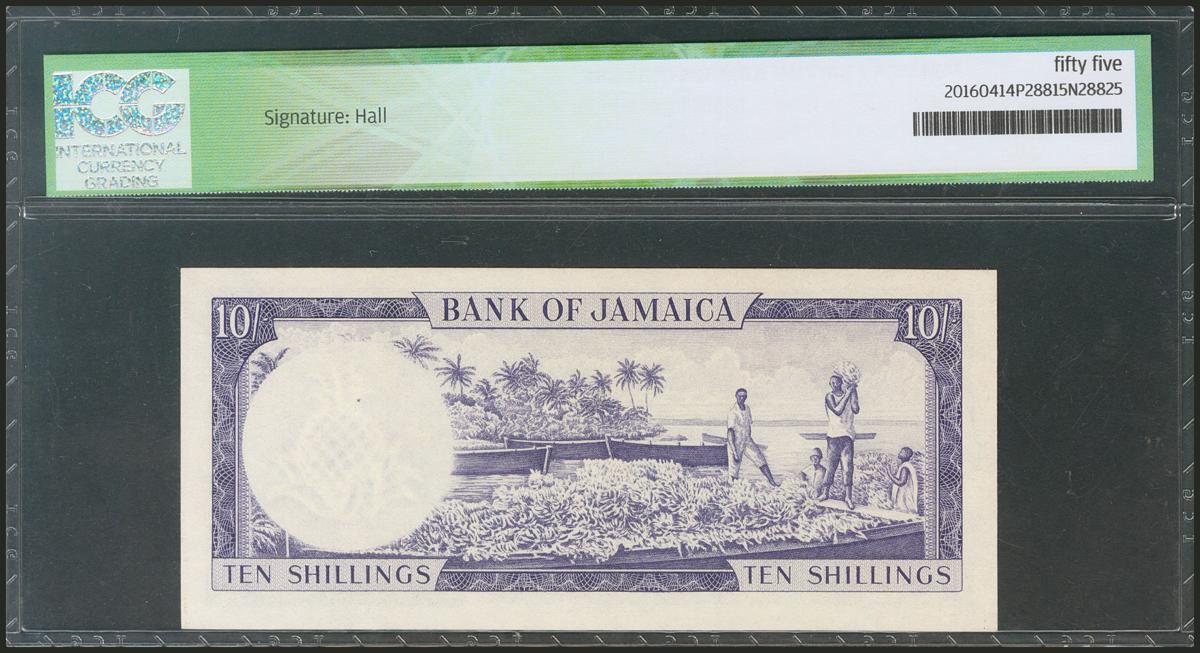 ICG
INTERNATIONAL
CURRENCY
GRADING
Signature: Hall
fifty five
20160414P28815N28825
BANK OF JAMAICA
10/-
10/-
TEN SHILLINGS
TEN SHILLINGS